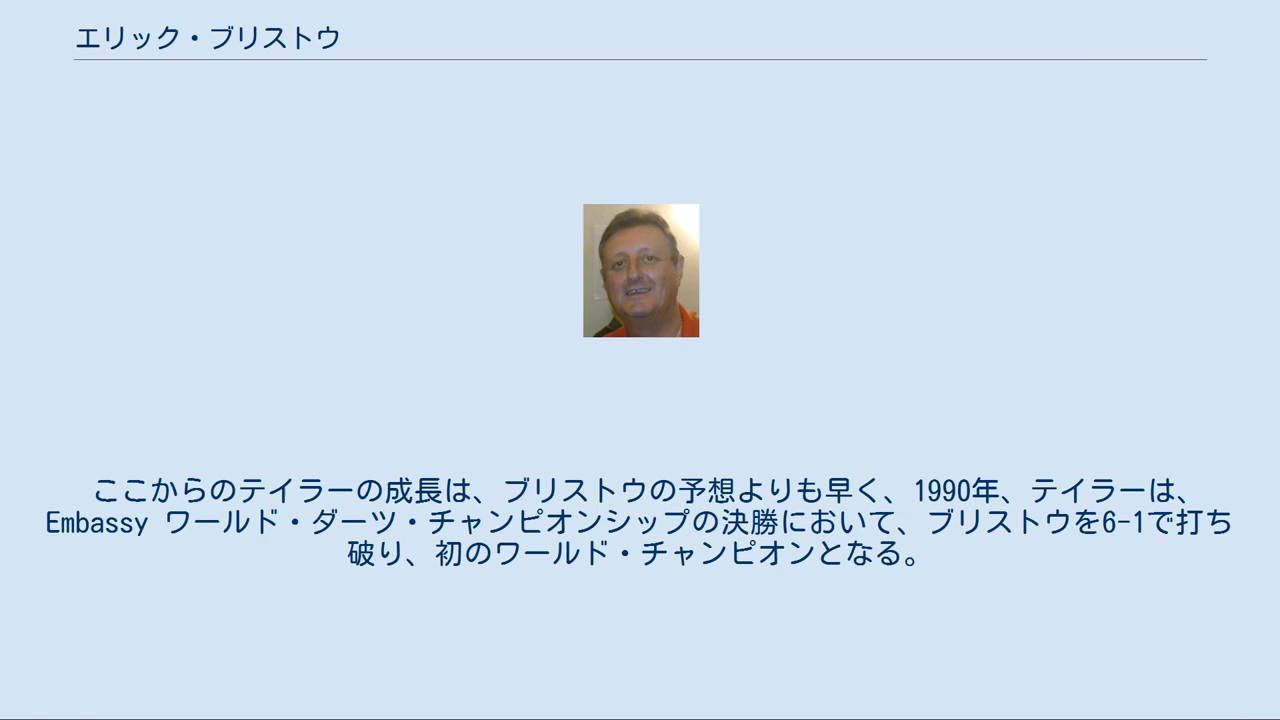 エリック・ブリストウ
ここからのテイラーの成長は、ブリストウの予想よりも早く、1990年、テイラーは、
Embassy ワールド・ダーツ・チャンピオンシップの決勝において、ブリストウを6-1で打ち
破り、初のワールド・チャンピオンとなる。